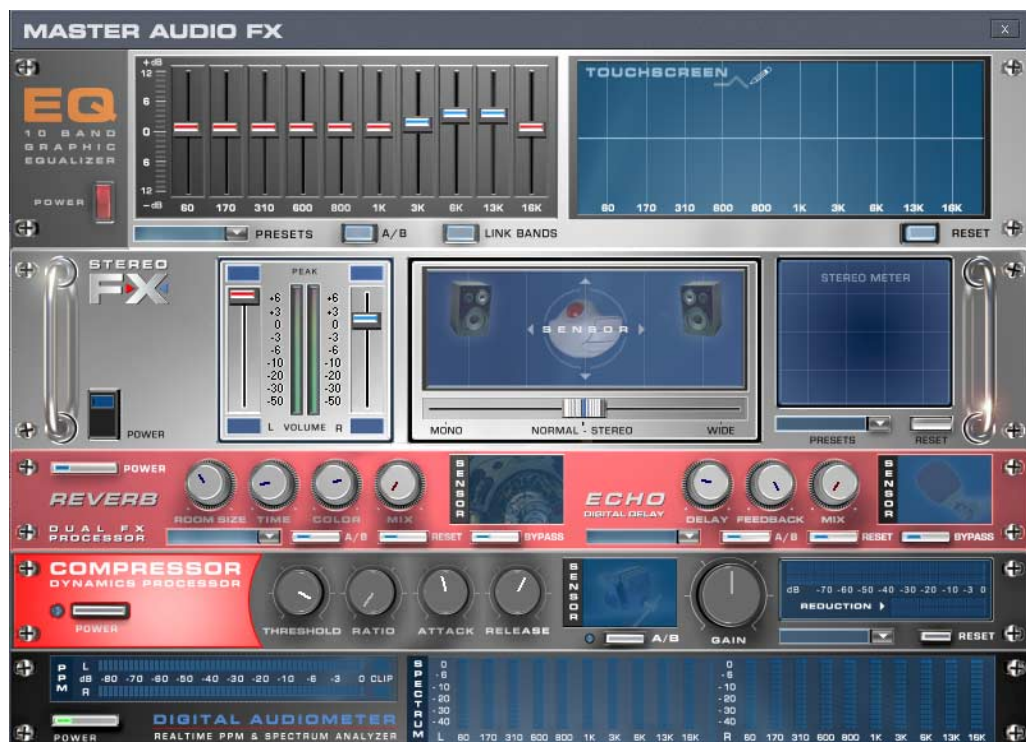 MASTER AUDIO FX
X
+dB
12
6
0
6
12
-dB
60 170 310 600 800 1K 3K 6K 13K 16K
EQ
10 BAND
GRAPHIC
EQUALIZER
POWER
PRESETS
A/B
LINK BANDS
TOUCHSCREEN
60 170 310 600 800 1K 3K 6K 13K 16K
RESET
STEREO
FX
POWER
PEAK
+6 +6
+3 +3
0 0
-3 -3
-6 -6
-10 -10
-20 -20
-30 -30
-50 -50
L VOLUME R
SENSOR
MONO NORMAL - STEREO WIDE
STEREO METER
PRESETS RESET
POWER
REVERB
DUAL FX
PROCESSOR
ROOM SIZE TIME COLOR MIX
SENSOR
A/B RESET BYPASS
ECHO
DIGITAL DELAY
DELAY FEEDBACK MIX
SENSOR
A/B RESET BYPASS
COMPRESSOR
DYNAMICS PROCESSOR
POWER
THRESHOLD RATIO ATTACK RELEASE
SENSOR
A/B
GAIN
dB -70 -60 -50 -40 -30 -20 -10 -3 0
REDUCTION
RESET
PPM
L
dB -80 -70 -60 -50 -40 -30 -20 -10 -6 -3 0 CLIP
R
POWER
DIGITAL AUDIOMETER
REALTIME PPM & SPECTRUM ANALYZER
SPECTRUM
0 0
-6 -6
-10 -10
-20 -20
-30 -30
-40 -40
L 60 170 310 600 800 1K 3K 6K 13K 16K R 60 170 310 600 800 1K 3K 6K 13K 16K